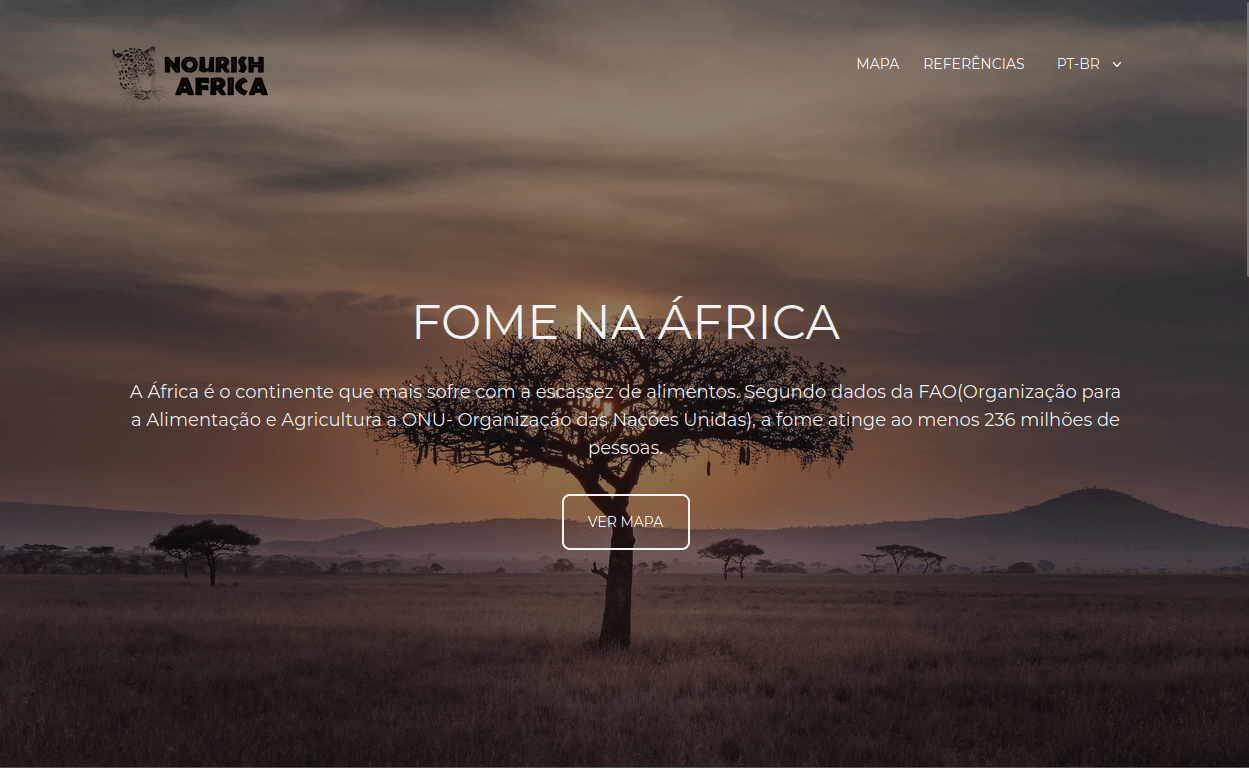 NOURISH
AFRICA
MAPA REFERÊNCIAS PT-BR
FOME NA ÁFRICA
A África é o continente que mais sofre com a escassez de alimentos. Segundo dados da FAO(Organização para
a Alimentação e Agricultura a ONU- Organização das Nações Unidas), a fome atinge ao menos 236 milhões de
pessoas.
VER MAPA